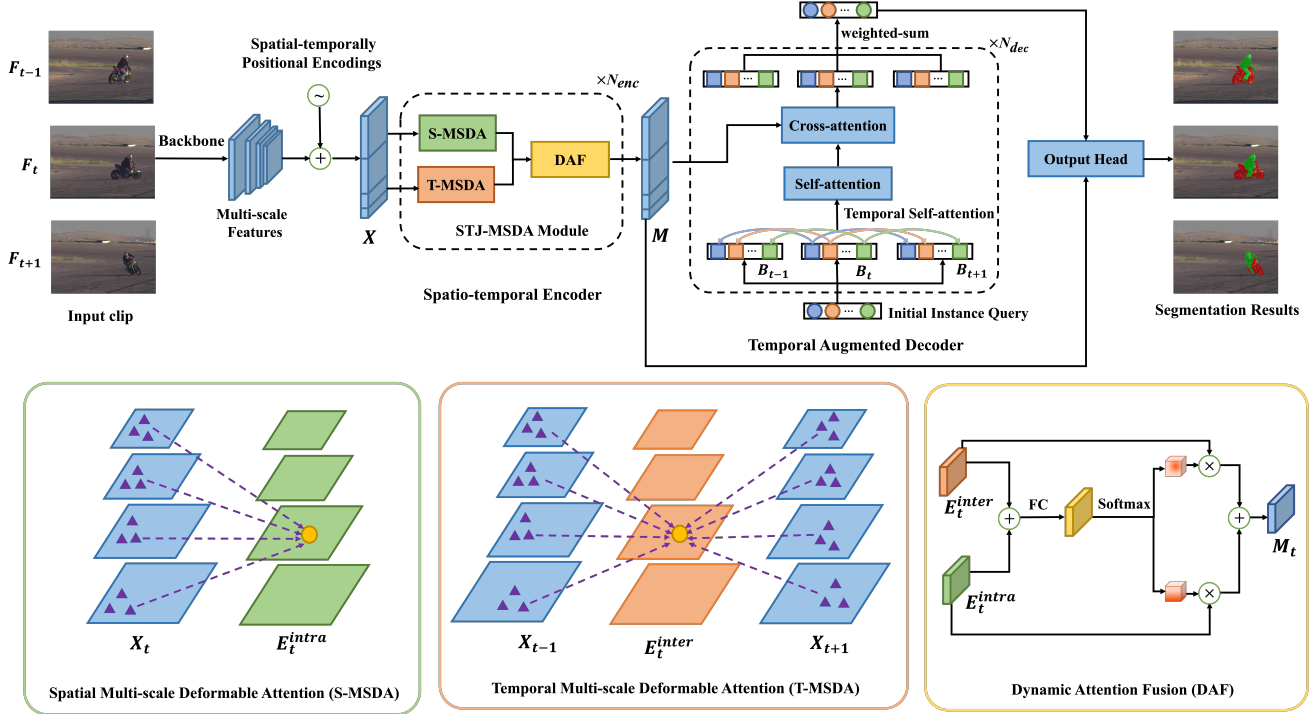 F_{t-1}
F_t
F_{t+1}
Input clip
Backbone
Spatial-temporally
Positional Encodings
~
+
Multi-scale
Features
X
×N_{enc}
S-MSDA
T-MSDA
DAF
STJ-MSDA Module
Spatio-temporal Encoder
M
...
weighted-sum
×N_{dec}
... ... ...
Cross-attention
Self-attention
Temporal Self-attention
... ... ...
B_{t-1} B_t B_{t+1}
... Initial Instance Query
Temporal Augmented Decoder
Output Head
Segmentation Results
X_t
E_t^{intra}
Spatial Multi-scale Deformable Attention (S-MSDA)
X_{t-1}
E_t^{inter}
X_{t+1}
Temporal Multi-scale Deformable Attention (T-MSDA)
E_t^{inter}
E_t^{intra}
+
FC
Softmax
×
×
+
M_t
Dynamic Attention Fusion (DAF)